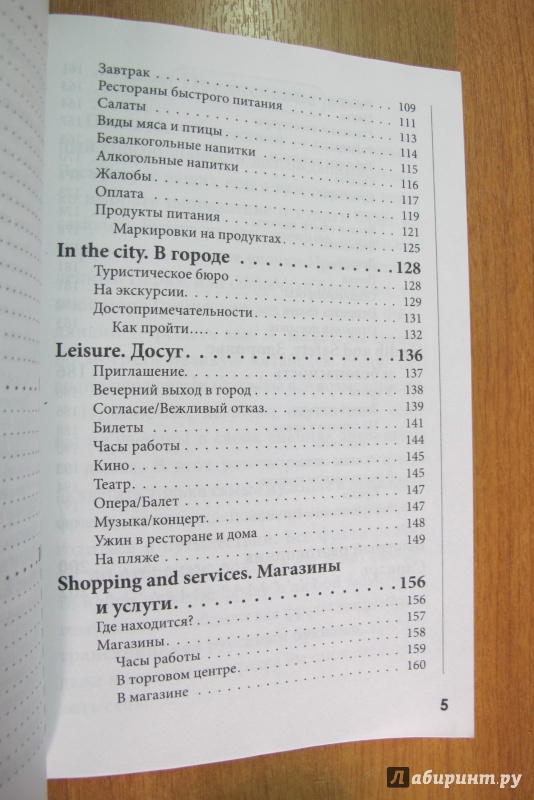 Завтрак . . . . . . . . . . 109
Рестораны быстрого питания . . . . . . . . . . 111
Салаты . . . . . . . . . . 113
Виды мяса и птицы . . . . . . . . . . 114
Безалкогольные напитки . . . . . . . . . . 115
Алкогольные напитки . . . . . . . . . . 116
Жалобы . . . . . . . . . . 117
Оплата . . . . . . . . . . 119
Продукты питания . . . . . . . . . . 121
Маркировки на продуктах . . . . . . . . . . 125
In the city. В городе . . . . . . . . . . 128
Туристическое бюро . . . . . . . . . . 128
На экскурсии . . . . . . . . . . 129
Достопримечательности . . . . . . . . . . 131
Как пройти… . . . . . . . . . . 132
Leisure. Досуг . . . . . . . . . . 136
Приглашение . . . . . . . . . . 137
Вечерний выход в город . . . . . . . . . . 138
Согласие/Вежливый отказ . . . . . . . . . . 139
Билеты . . . . . . . . . . 141
Часы работы . . . . . . . . . . 144
Кино . . . . . . . . . . 145
Театр . . . . . . . . . . 145
Опера/Балет . . . . . . . . . . 147
Музыка/концерт . . . . . . . . . . 147
Ужин в ресторане и дома . . . . . . . . . . 148
На пляже . . . . . . . . . . 149
Shopping and services. Магазины
и услуги . . . . . . . . . . 156
Где находится? . . . . . . . . . . 156
Магазины . . . . . . . . . . 157
Часы работы . . . . . . . . . . 158
В торговом центре . . . . . . . . . . 159
В магазине . . . . . . . . . . 160
5
Лабиринт.ру